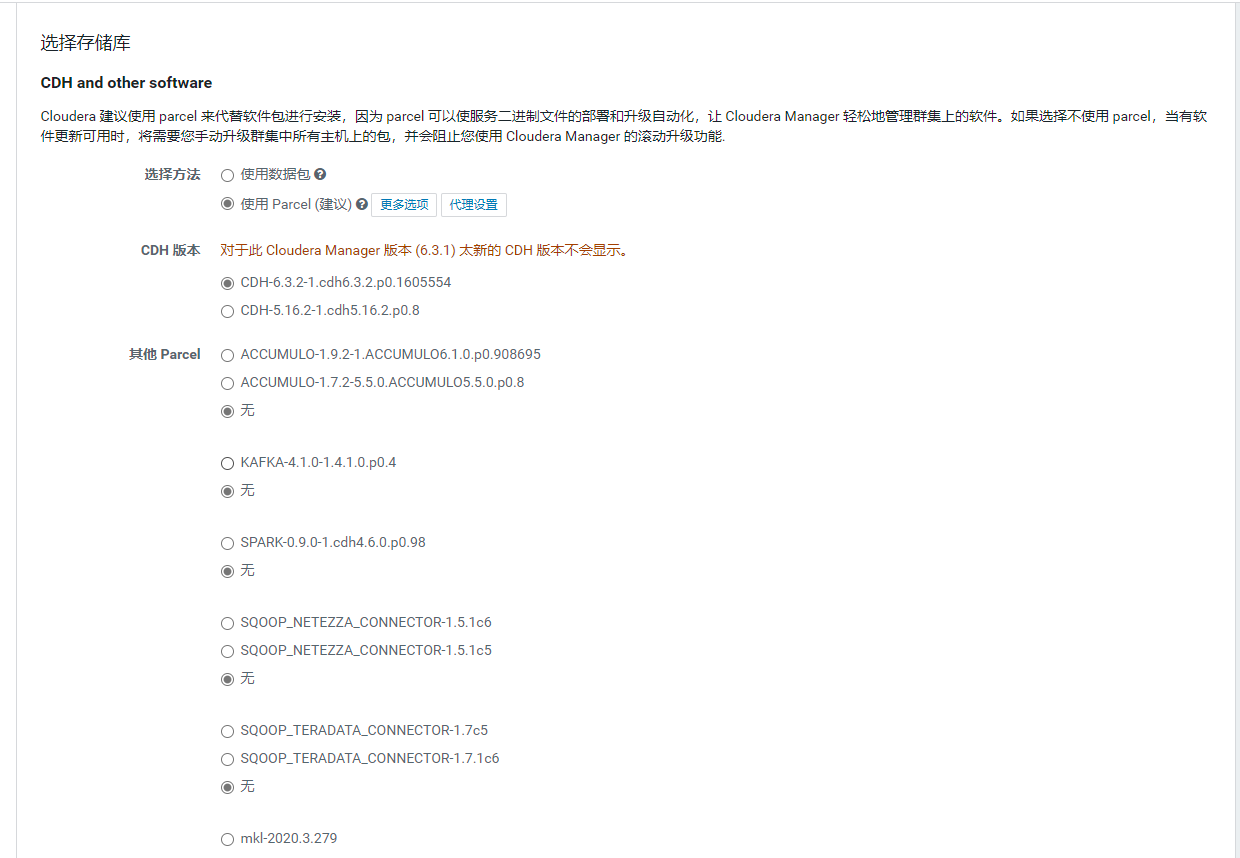 选择存储库
CDH and other software
Cloudera 建议使用 parcel 来代替软件包进行安装，因为 parcel 可以使服务二进制文件的部署和升级自动化，让 Cloudera Manager 轻松地管理群集上的软件。如果选择不使用 parcel，当有软
件更新可用时，将需要您手动升级群集中所有主机上的包，并会阻止您使用 Cloudera Manager 的滚动升级功能.
选择方法 使用数据包 ?
使用 Parcel (建议) ? 更多选项 代理设置
CDH 版本 对于此 Cloudera Manager 版本 (6.3.1) 太新的 CDH 版本不会显示。
CDH-6.3.2-1.cdh6.3.2.p0.1605554
CDH-5.16.2-1.cdh5.16.2.p0.8
其他 Parcel ACCUMULO-1.9.2-1.ACCUMULO6.1.0.p0.908695
ACCUMULO-1.7.2-5.5.0.ACCUMULO5.5.0.p0.8
无
KAFKA-4.1.0-1.4.1.0.p0.4
无
SPARK-0.9.0-1.cdh4.6.0.p0.98
无
SQOOP_NETEZZA_CONNECTOR-1.5.1c6
SQOOP_NETEZZA_CONNECTOR-1.5.1c5
无
SQOOP_TERADATA_CONNECTOR-1.7c5
SQOOP_TERADATA_CONNECTOR-1.7.1c6
无
mkl-2020.3.279